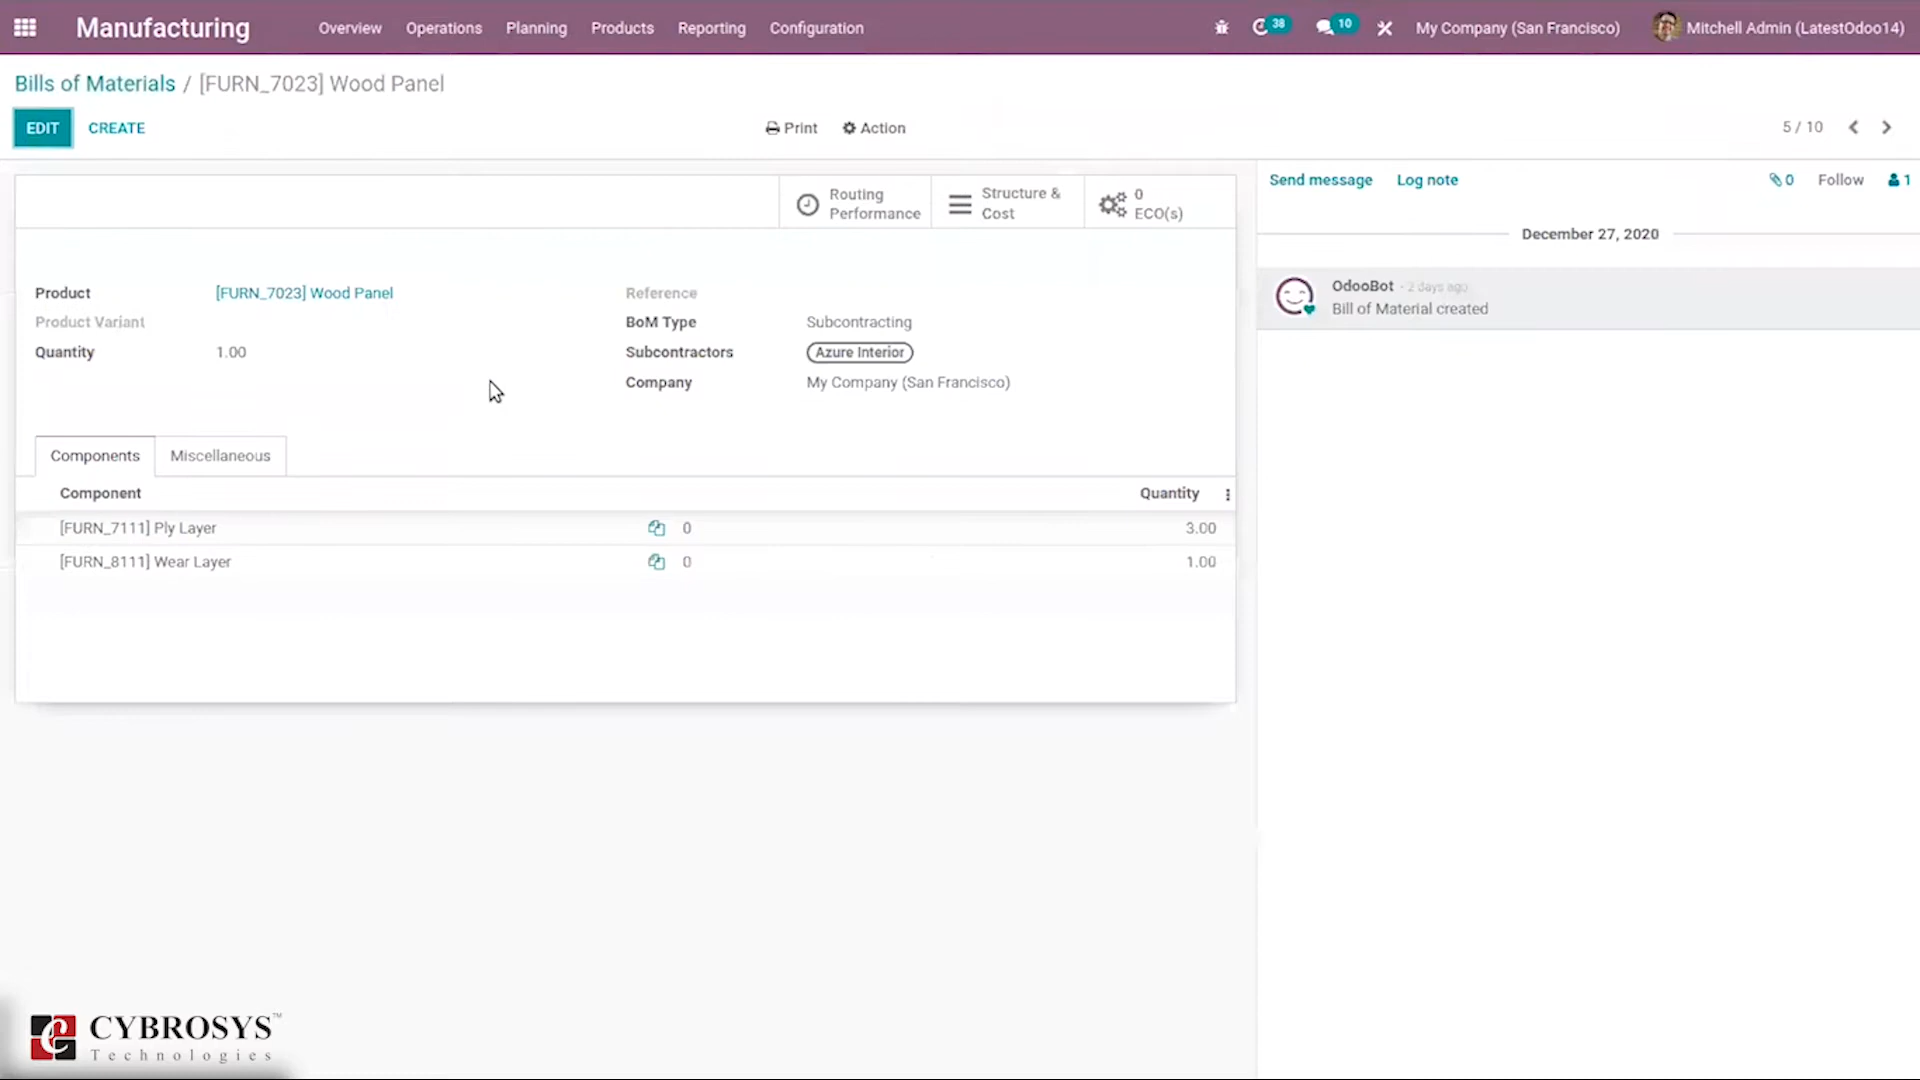 Manufacturing Overview Operations Planning Products Reporting Configuration 38 10 My Company (San Francisco) Mitchell Admin (LatestOdoo14)
Bills of Materials / [FURN_7023] Wood Panel
EDIT CREATE Print Action 5 / 10
Routing Performance
Structure & Cost
0 ECO(s)
Send message Log note 0 Follow 1
December 27, 2020
OdooBot - 2 days ago
Bill of Material created
Product [FURN_7023] Wood Panel
Product Variant
Quantity 1.00
Reference
BoM Type Subcontracting
Subcontractors Azure Interior
Company My Company (San Francisco)
Components Miscellaneous
Component Quantity
[FURN_7111] Ply Layer 0 3.00
[FURN_8111] Wear Layer 0 1.00
CYBROSYS™
Technologies